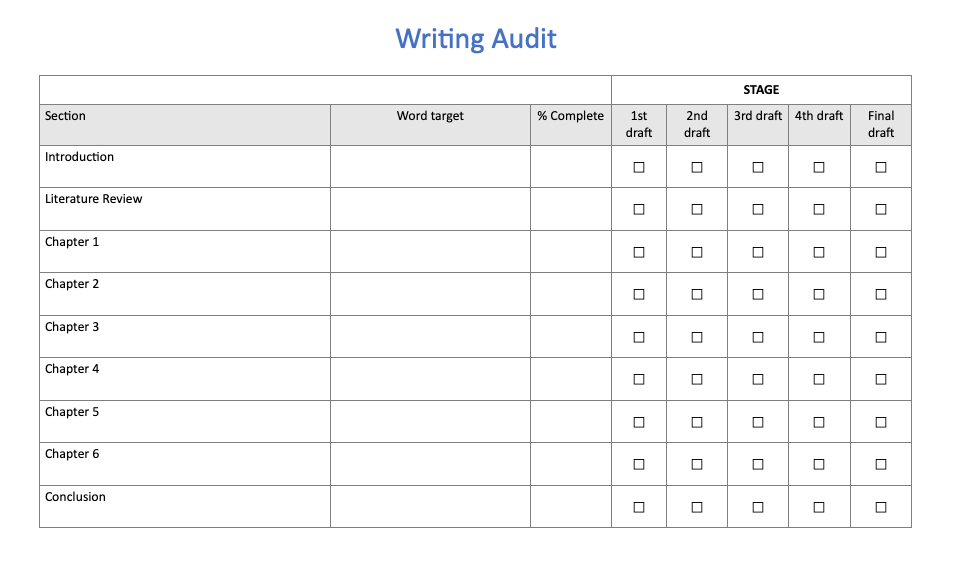 Writing Audit
STAGE
Section Word target % Complete 1st draft 2nd draft 3rd draft 4th draft Final draft
Introduction ☐ ☐ ☐ ☐ ☐
Literature Review ☐ ☐ ☐ ☐ ☐
Chapter 1 ☐ ☐ ☐ ☐ ☐
Chapter 2 ☐ ☐ ☐ ☐ ☐
Chapter 3 ☐ ☐ ☐ ☐ ☐
Chapter 4 ☐ ☐ ☐ ☐ ☐
Chapter 5 ☐ ☐ ☐ ☐ ☐
Chapter 6 ☐ ☐ ☐ ☐ ☐
Conclusion ☐ ☐ ☐ ☐ ☐